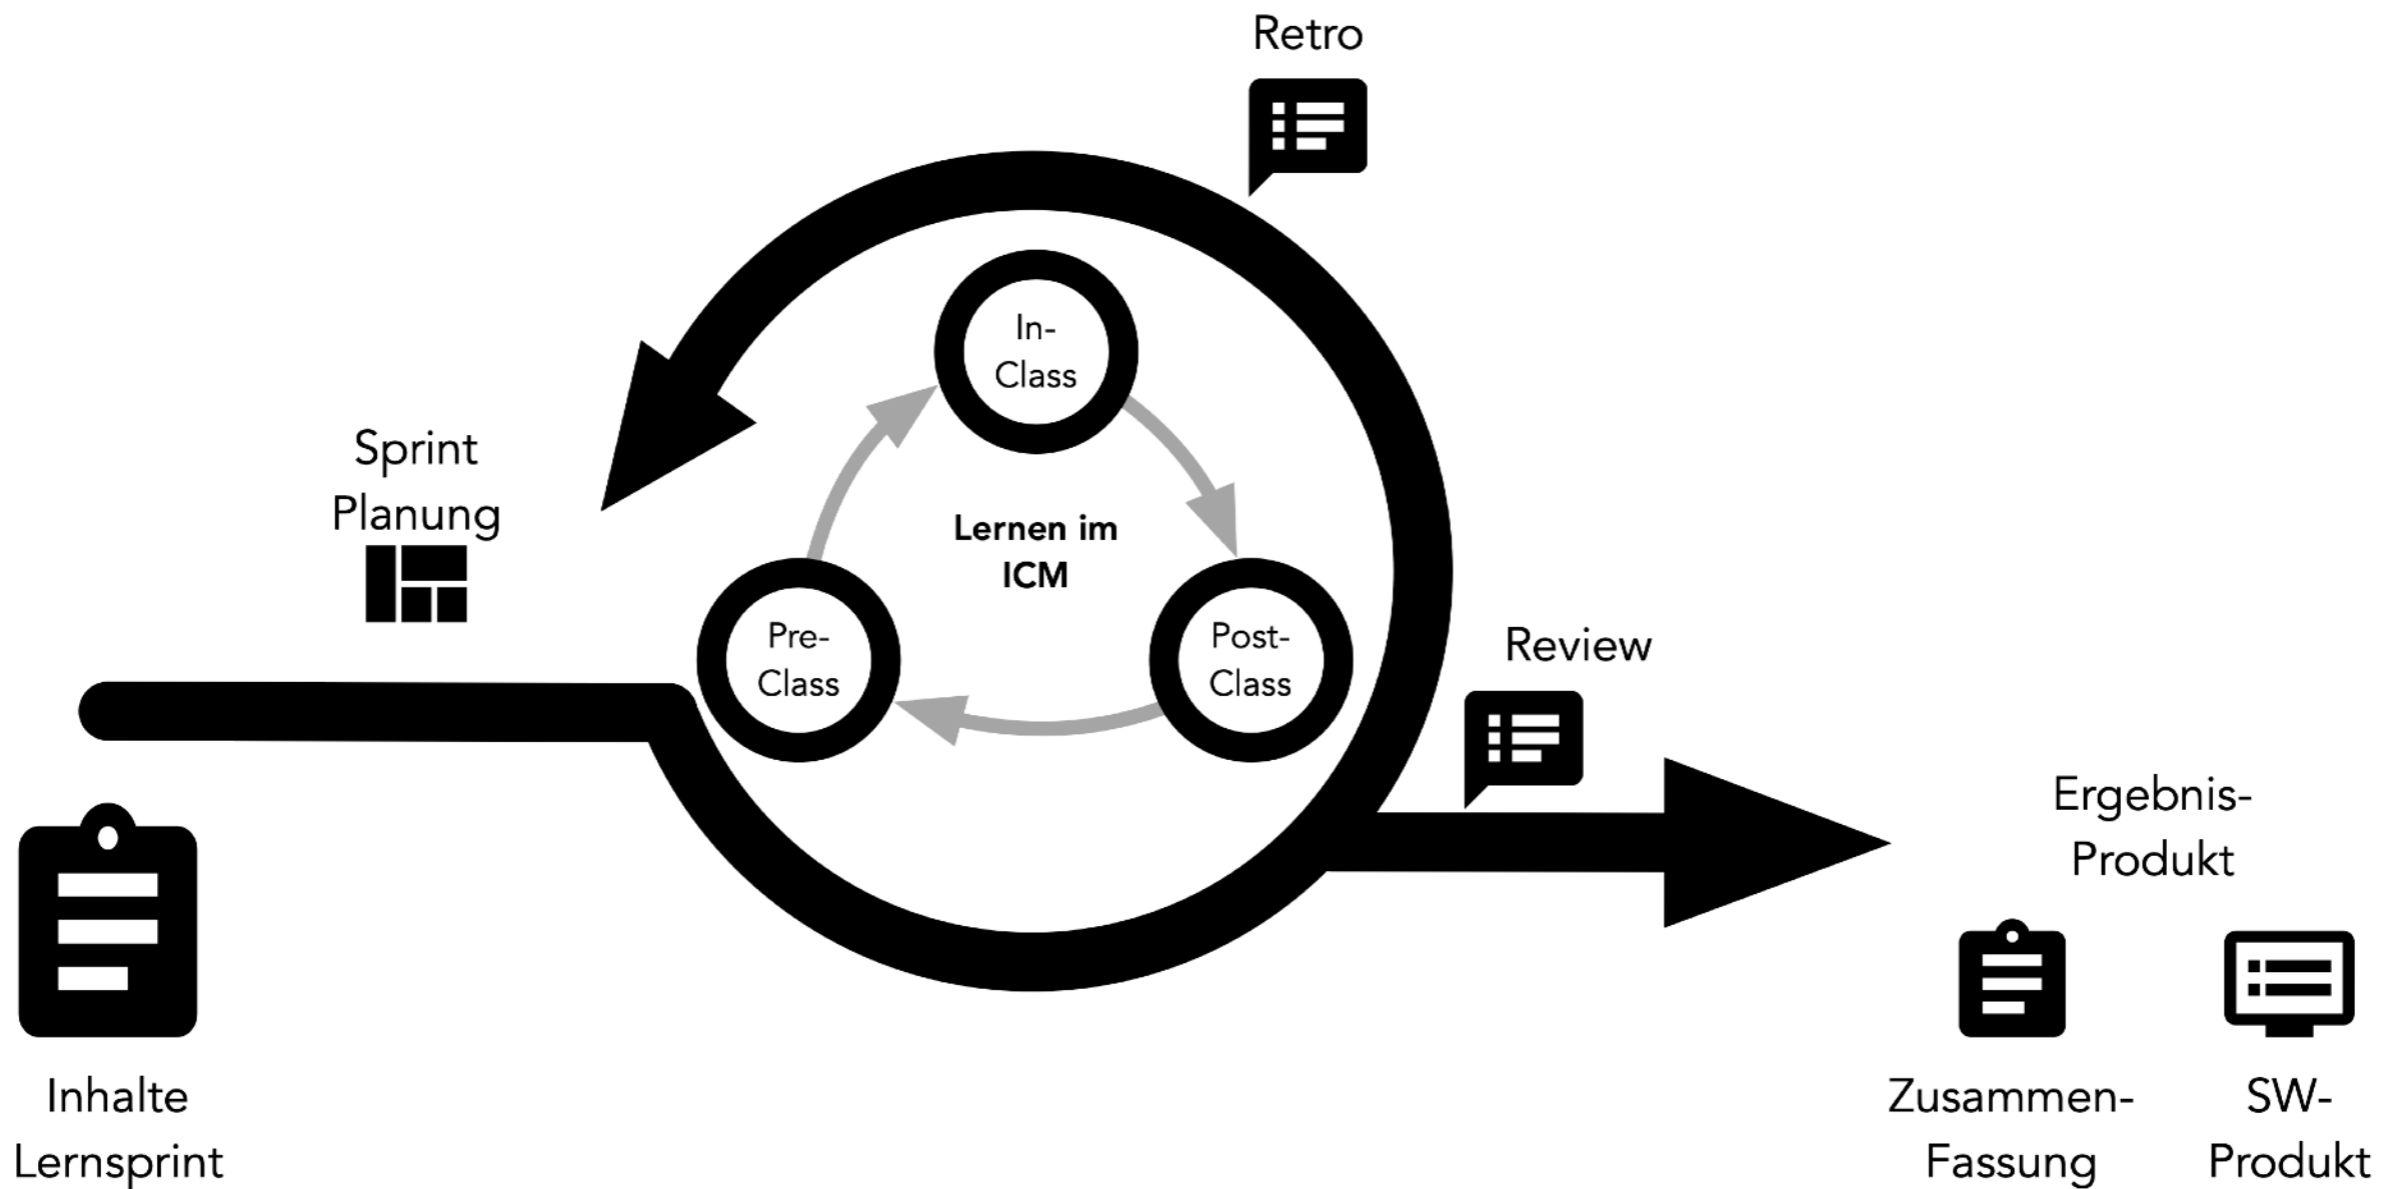 Retro
In-
Class
Sprint
Planung
Lernen im
ICM
Pre-
Class
Post-
Class
Review
Ergebnis-
Produkt
Inhalte
Lernsprint
Zusammen-
Fassung
SW-
Produkt